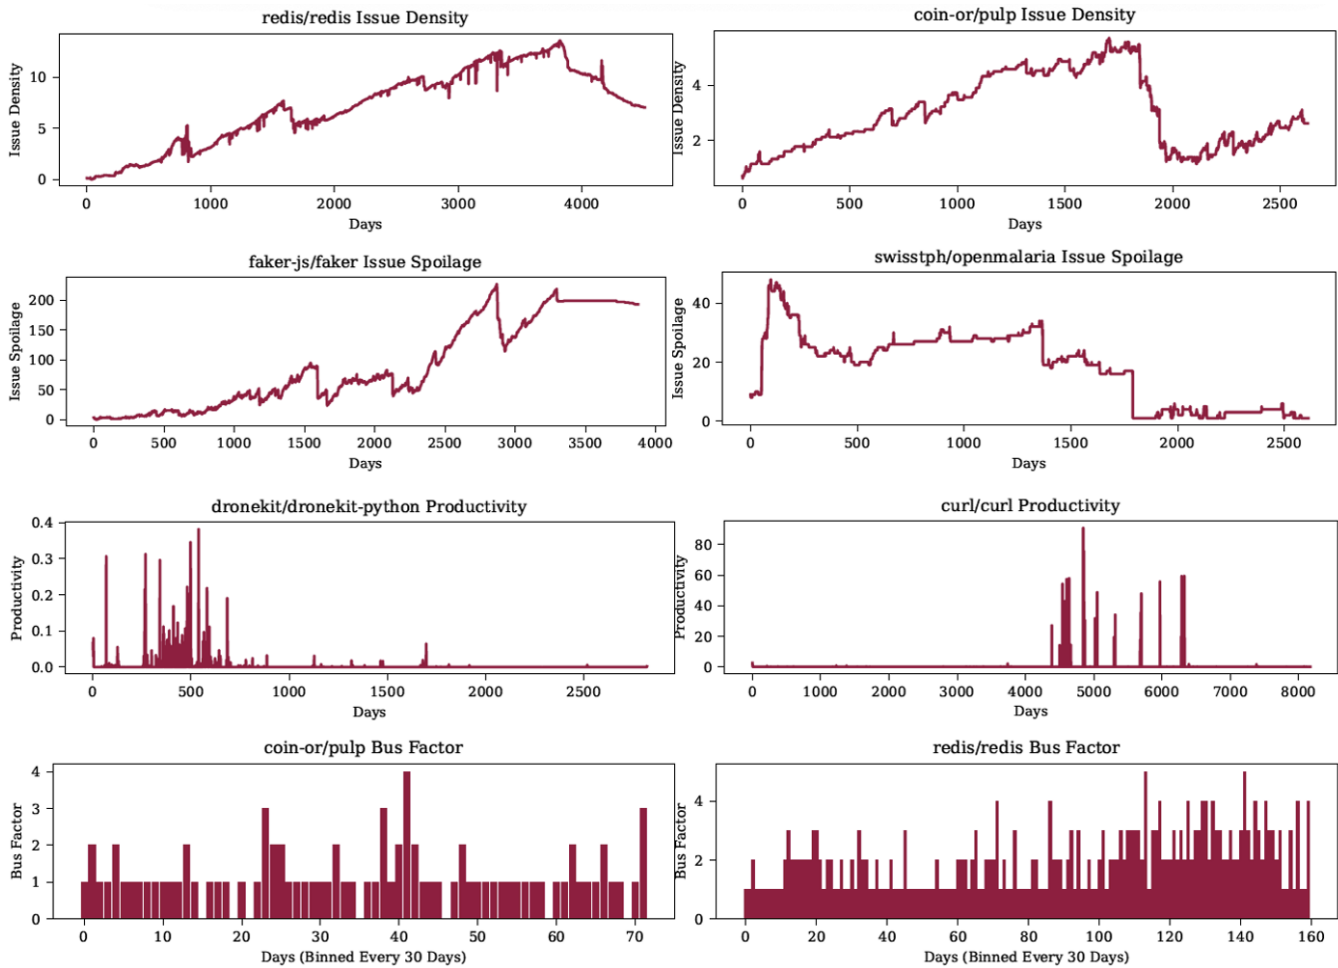 redis/redis Issue Density
Issue Density
10
5
0
0 1000 2000 3000 4000
Days
coin-or/pulp Issue Density
Issue Density
4
2
0 500 1000 1500 2000 2500
Days
faker-js/faker Issue Spoilage
Issue Spoilage
200
150
100
50
0
0 500 1000 1500 2000 2500 3000 3500 4000
Days
swisstph/openmalaria Issue Spoilage
Issue Spoilage
40
20
0
0 500 1000 1500 2000 2500
Days
dronekit/dronekit-python Productivity
Productivity
0.4
0.3
0.2
0.1
0.0
0 500 1000 1500 2000 2500
Days
curl/curl Productivity
Productivity
80
60
40
20
0
0 1000 2000 3000 4000 5000 6000 7000 8000
Days
coin-or/pulp Bus Factor
Bus Factor
4
3
2
1
0
0 10 20 30 40 50 60 70
Days (Binned Every 30 Days)
redis/redis Bus Factor
Bus Factor
4
2
0
0 20 40 60 80 100 120 140 160
Days (Binned Every 30 Days)